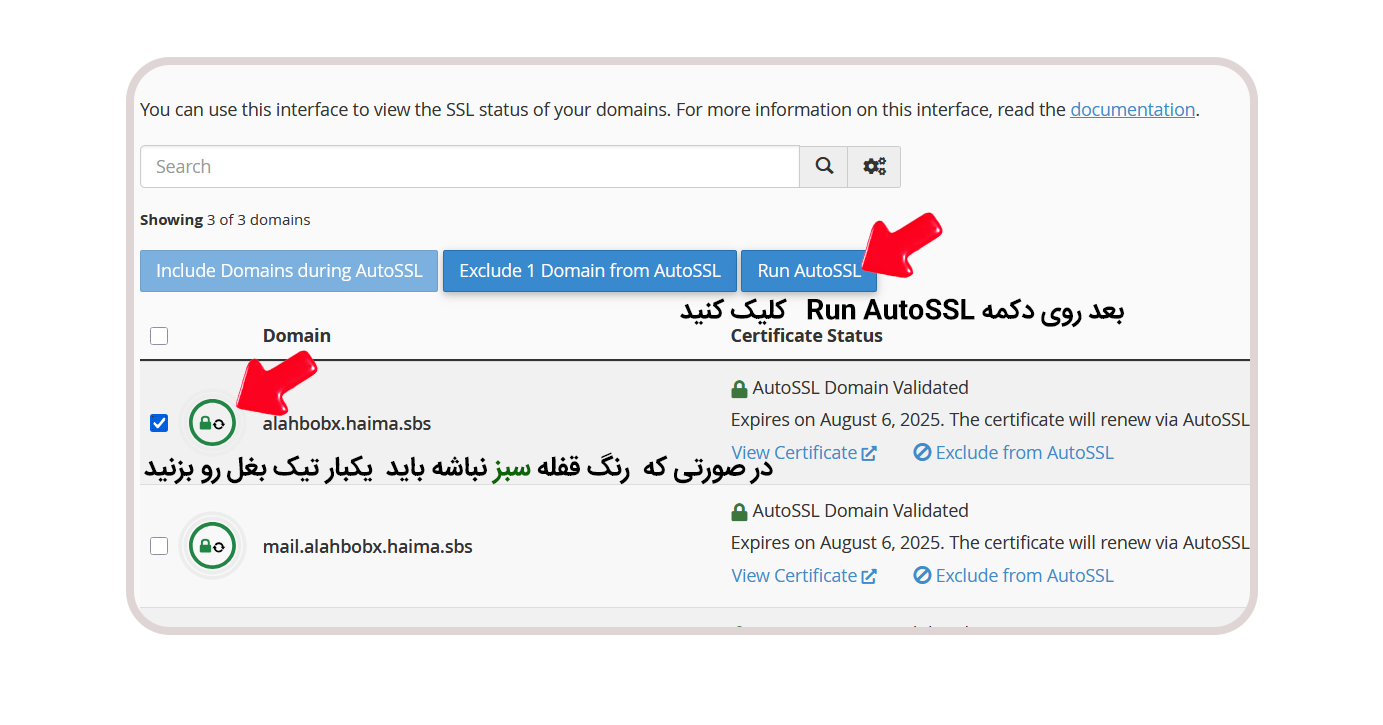 You can use this interface to view the SSL status of your domains. For more information on this interface, read the documentation.
Search
Showing 3 of 3 domains
Include Domains during AutoSSL
Exclude 1 Domain from AutoSSL
Run AutoSSL
بعد روی دکمه Run AutoSSL کلیک کنید
Domain
Certificate Status
AutoSSL Domain Validated
alahbobx.haima.sbs
Expires on August 6, 2025. The certificate will renew via AutoSSL
View Certificate
Exclude from AutoSSL
در صورتی که رنگ قفله سبز نباشه باید یکبار تیک بغل رو بزنید
AutoSSL Domain Validated
mail.alahbobx.haima.sbs
Expires on August 6, 2025. The certificate will renew via AutoSSL
View Certificate
Exclude from AutoSSL